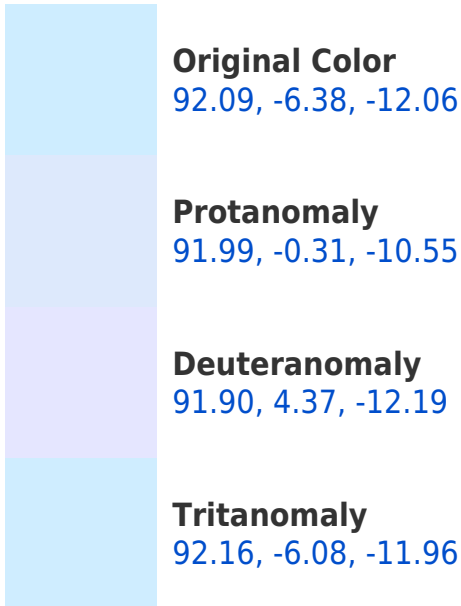 Original Color
92.09, -6.38, -12.06
Protanomaly
91.99, -0.31, -10.55
Deuteranomaly
91.90, 4.37, -12.19
Tritanomaly
92.16, -6.08, -11.96